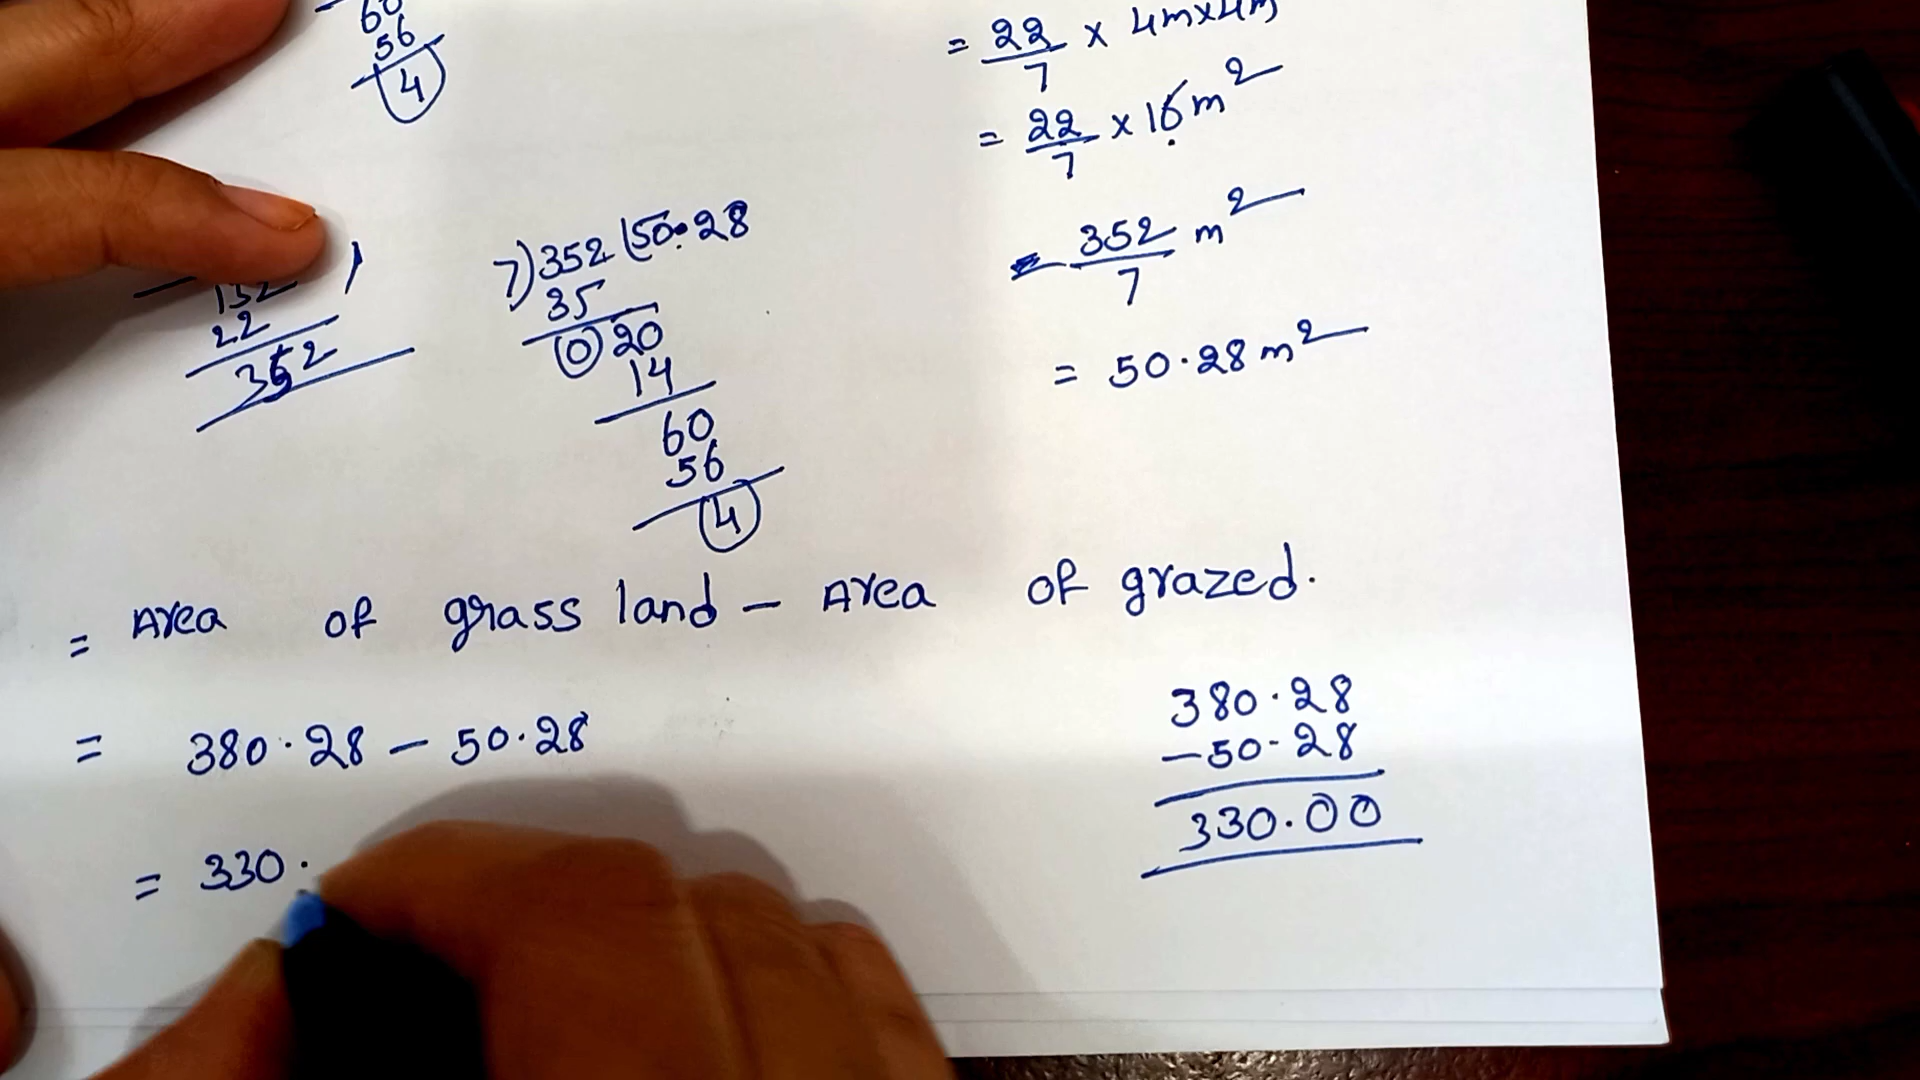 60
56
4
= 22/7 × 4m×4m
= 22/7 × 16 m²
132
22
352
7)352(50.28
35
0 20
14
60
56
4
= 352/7 m²
= 50.28 m²
= Area of grass land – Area of grazed.
= 380.28 – 50.28
= 330.
380.28
–50.28
330.00